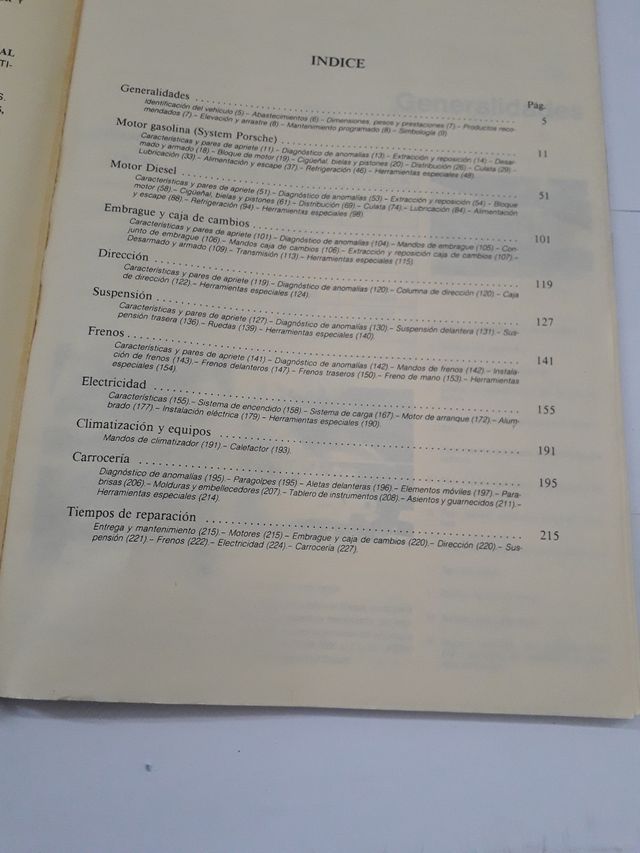 AL
TI-
S.
S,
INDICE
Pág.
Generalidades 5
Identificación del vehículo (5) – Abastecimientos (6) – Dimensiones, pesos y prestaciones (7) – Productos reco-
mendados (7).– Elevación y arrastre (8) – Mantenimiento programado (8) – Simbología (9)
Motor gasolina (System Porsche) 11
Características y pares de apriete (11) – Diagnóstico de anomalías (13) – Extracción y reposición (14) – Desar-
mado y armado (18) – Bloque de motor (19) – Cigüeñal, bielas y pistones (20) – Distribución (26) – Culata (29) –
Lubricación (33) – Alimentación y escape (37).– Refrigeración (46) – Herramientas especiales (48).
Motor Diesel 51
Características y pares de apriete (51) – Diagnóstico de anomalías (53) – Extracción y reposición (54) – Bloque
motor (58) – Cigüeñal, bielas y pistones (61) – Distribución (69) – Culata (74) – Lubricación (84) – Alimentación
y escape (88) – Refrigeración (94) – Herramientas especiales (98).
Embrague y caja de cambios 101
Características y pares de apriete (101) – Diagnóstico de anomalías (104) – Mandos de embrague (105) – Con-
junto de embrague (106) – Mandos caja de cambios (106) – Extracción y reposición caja de cambios (107).–
Desarmado y armado (109) – Transmisión (113) – Herramientas especiales (115).
Dirección 119
Características y pares de apriete (119) – Diagnóstico de anomalías (120) – Columna de dirección (120) – Caja
de dirección (122) – Herramientas especiales (124).
Suspensión 127
Características y pares de apriete (127) – Diagnóstico de anomalías (130) – Suspensión delantera (131) – Sus-
pensión trasera (136) – Ruedas (139) – Herramientas especiales (140).
Frenos 141
Características y pares de apriete (141) – Diagnóstico de anomalías (142) – Mandos de frenos (142) – Instala-
ción de frenos (143).– Frenos delanteros (147) – Frenos traseros (150).– Freno de mano (153) – Herramientas
especiales (154).
Electricidad 155
Características (155).– Sistema de encendido (158) – Sistema de carga (167).– Motor de arranque (172) – Alum-
brado (177) – Instalación eléctrica (179) – Herramientas especiales (190).
Climatización y equipos 191
Mandos de climatizador (191).– Calefactor (193).
Carrocería 195
Diagnóstico de anomalías (195) – Paragolpes (195) – Aletas delanteras (196) – Elementos móviles (197).– Para-
brisas (206).– Molduras y embellecedores (207) – Tablero de instrumentos (208).– Asientos y guarnecidos (211).–
Herramientas especiales (214).
Tiempos de reparación 215
Entrega y mantenimiento (215).– Motores (215).– Embrague y caja de cambios (220).– Dirección (220).– Sus-
pensión (221).– Frenos (222).– Electricidad (224).– Carrocería (227).